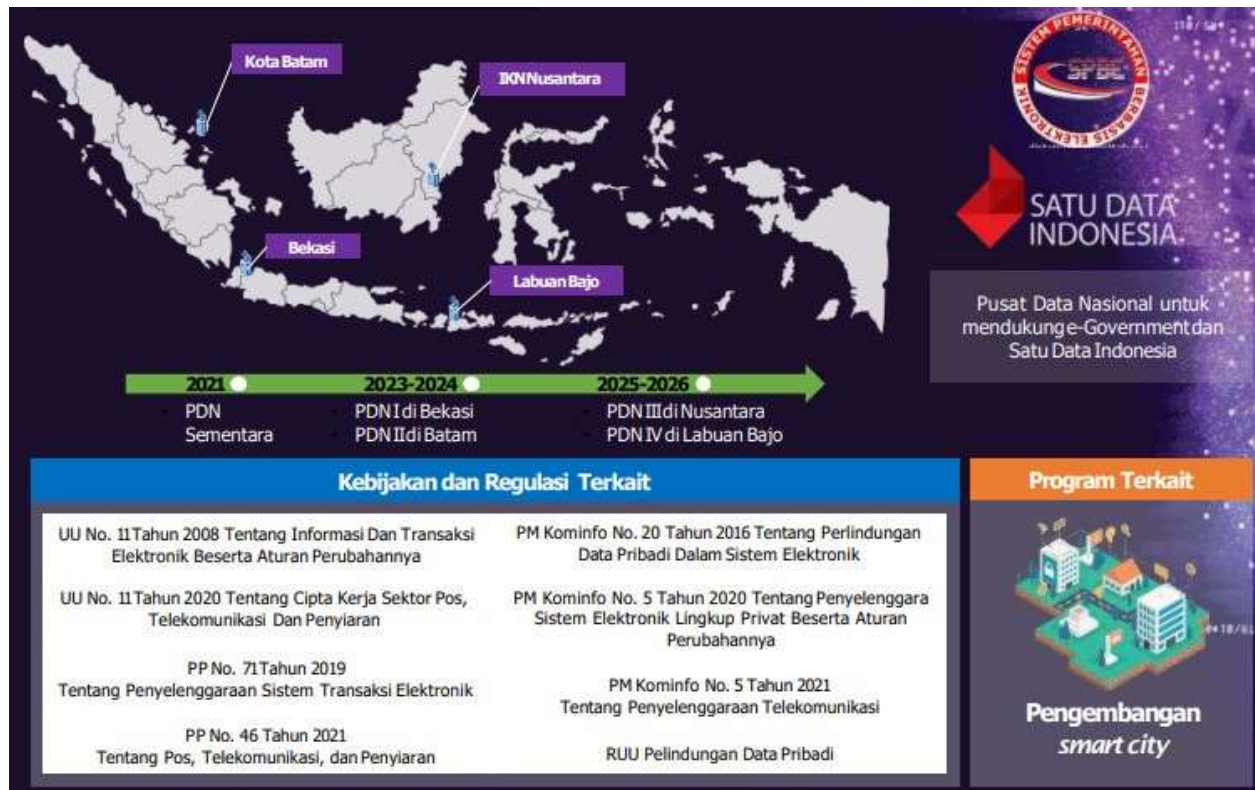 Kota Batam
IKN Nusantara
Bekasi
Labuan Bajo
SISTEM PEMERINTAHAN BERBASIS ELEKTRONIK
SPBE
SATU DATA
INDONESIA
Pusat Data Nasional untuk
mendukung e-Government dan
Satu Data Indonesia
2021
2023-2024
2025-2026
PDN
Sementara
PDN I di Bekasi
PDN II di Batam
PDN III di Nusantara
PDN IV di Labuan Bajo
Kebijakan dan Regulasi Terkait
UU No. 11 Tahun 2008 Tentang Informasi Dan Transaksi
Elektronik Beserta Aturan Perubahannya
UU No. 11 Tahun 2020 Tentang Cipta Kerja Sektor Pos,
Telekomunikasi Dan Penyiaran
PP No. 71 Tahun 2019
Tentang Penyelenggaraan Sistem Transaksi Elektronik
PP No. 46 Tahun 2021
Tentang Pos, Telekomunikasi, dan Penyiaran
PM Kominfo No. 20 Tahun 2016 Tentang Perlindungan
Data Pribadi Dalam Sistem Elektronik
PM Kominfo No. 5 Tahun 2020 Tentang Penyelenggara
Sistem Elektronik Lingkup Privat Beserta Aturan
Perubahannya
PM Kominfo No. 5 Tahun 2021
Tentang Penyelenggaraan Telekomunikasi
RUU Pelindungan Data Pribadi
Program Terkait
Pengembangan
smart city